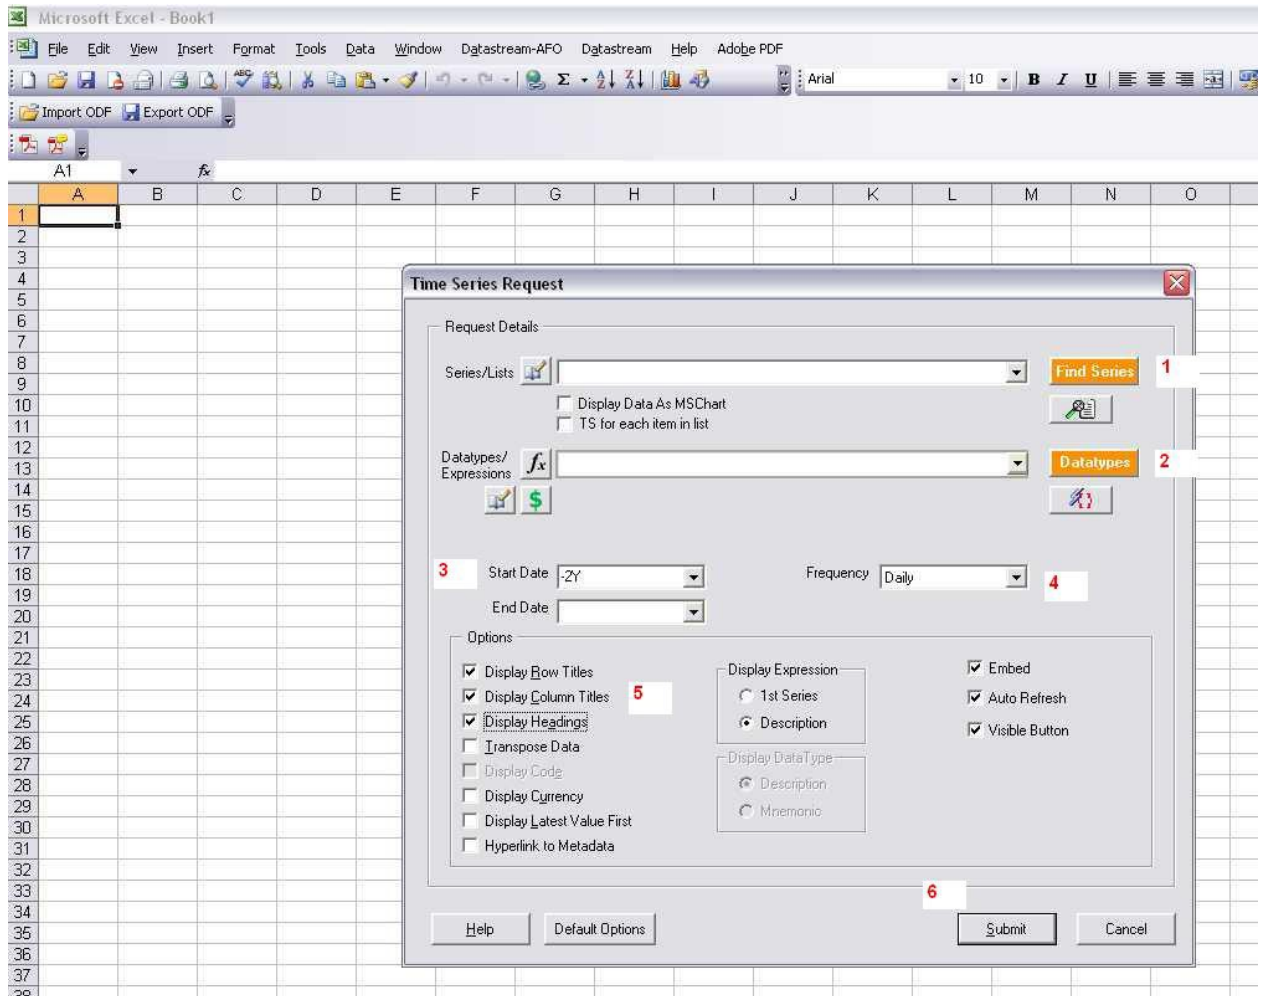 Microsoft Excel - Book1
File Edit View Insert Format Tools Data Window Datastream-AFO Datastream Help Adobe PDF
ABC Σ A Z Z A Arial 10 B I U
Import ODF Export ODF
A1 fx
A B C D E F G H I J K L M N O
1
2
3
4
Time Series Request
5
6
Request Details
7
8
Series/Lists Find Series 1
9
10
Display Data As MSChart
11
TS for each item in list
12
Datatypes/
Expressions fx Datatypes 2
13
14
$
15
16
17
18
3 Start Date -2Y Frequency Daily 4
19
20
End Date
21
Options
22
23
Display Row Titles Display Expression Embed
24
Display Column Titles 5 1st Series Auto Refresh
25
Display Headings Description Visible Button
26
Transpose Data
27
Display Code Display DataType
28
Display Currency Description
29
Display Latest Value First Mnemonic
30
31
Hyperlink to Metadata
32
33
6
34
35
Help Default Options Submit Cancel
36
37
38